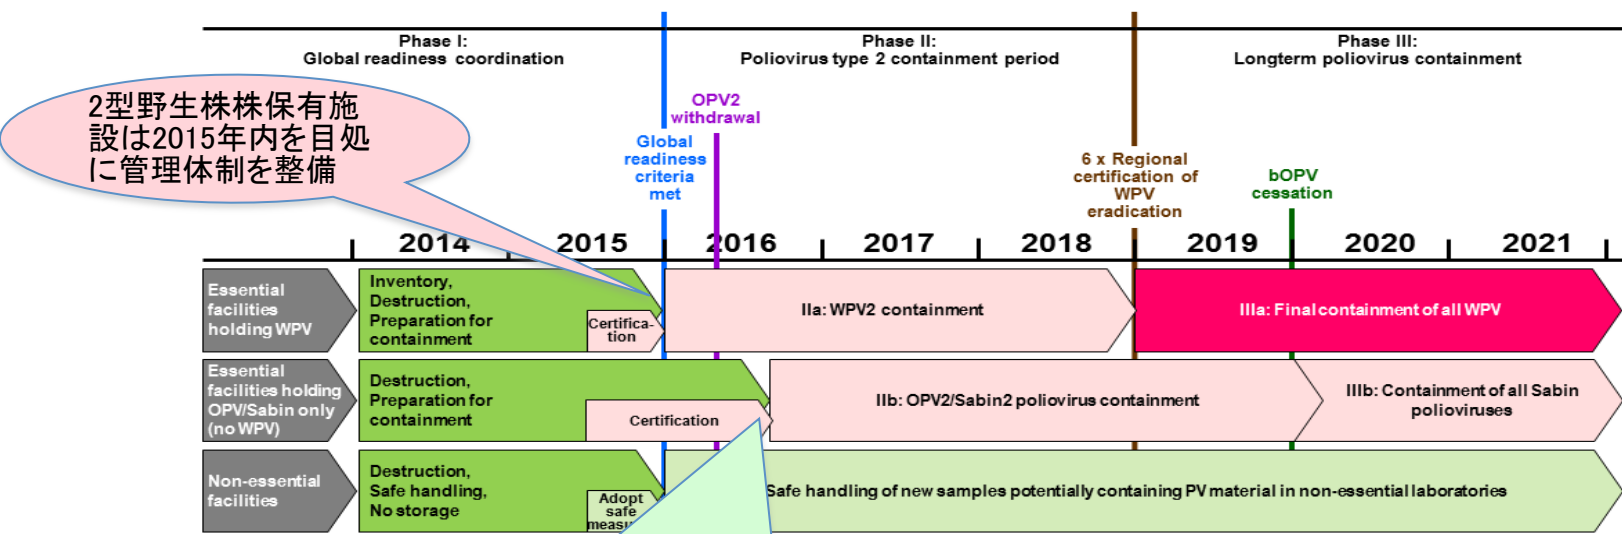 Phase I:
Global readiness coordination
Phase II:
Poliovirus type 2 containment period
Phase III:
Longterm poliovirus containment
2型野生株株保有施
設は2015年内を目処
に管理体制を整備
OPV2
withdrawal
Global
readiness
criteria
met
6 x Regional
certification of
WPV
eradication
bOPV
cessation
2014
2015
2016
2017
2018
2019
2020
2021
Essential
facilities
holding WPV
Inventory,
Destruction,
Preparation for
containment
Certifica-
tion
IIa: WPV2 containment
IIIa: Final containment of all WPV
Essential
facilities holding
OPV/Sabin only
(no WPV)
Destruction,
Preparation for
containment
Certification
IIb: OPV2/Sabin2 poliovirus containment
IIIb: Containment of all Sabin
polioviruses
Non-essential
facilities
Destruction,
Safe handling,
No storage
Adopt
safe
Safe handling of new samples potentially containing PV material in non-essential laboratories